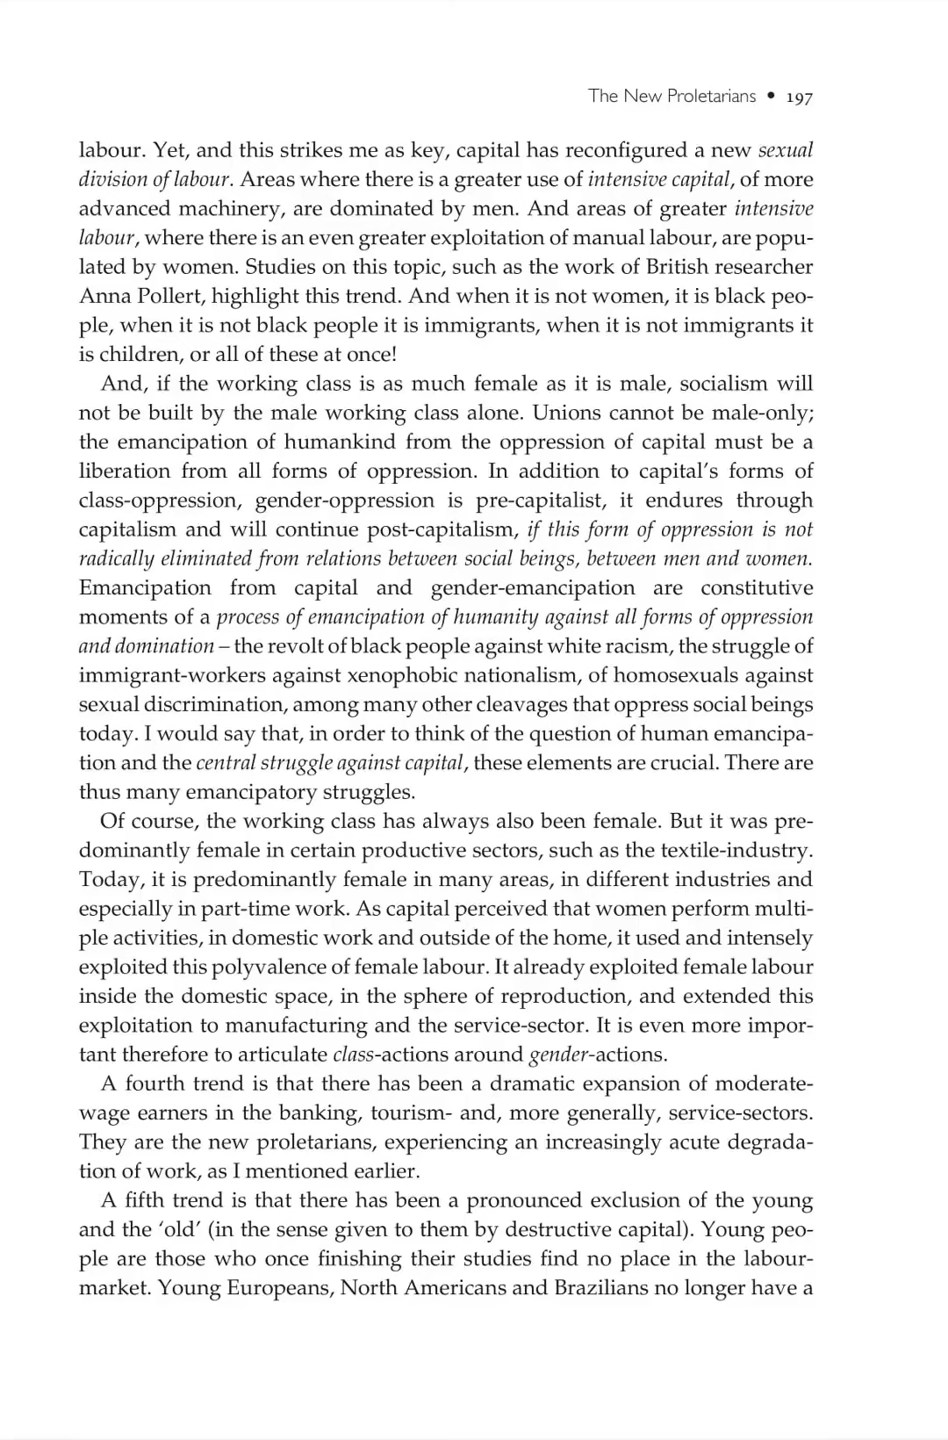 The New Proletarians • 197
labour. Yet, and this strikes me as key, capital has reconfigured a new sexual
division of labour. Areas where there is a greater use of intensive capital, of more
advanced machinery, are dominated by men. And areas of greater intensive
labour, where there is an even greater exploitation of manual labour, are popu-
lated by women. Studies on this topic, such as the work of British researcher
Anna Pollert, highlight this trend. And when it is not women, it is black peo-
ple, when it is not black people it is immigrants, when it is not immigrants it
is children, or all of these at once!
And, if the working class is as much female as it is male, socialism will
not be built by the male working class alone. Unions cannot be male-only;
the emancipation of humankind from the oppression of capital must be a
liberation from all forms of oppression. In addition to capital’s forms of
class-oppression, gender-oppression is pre-capitalist, it endures through
capitalism and will continue post-capitalism, if this form of oppression is not
radically eliminated from relations between social beings, between men and women.
Emancipation from capital and gender-emancipation are constitutive
moments of a process of emancipation of humanity against all forms of oppression
and domination – the revolt of black people against white racism, the struggle of
immigrant-workers against xenophobic nationalism, of homosexuals against
sexual discrimination, among many other cleavages that oppress social beings
today. I would say that, in order to think of the question of human emancipa-
tion and the central struggle against capital, these elements are crucial. There are
thus many emancipatory struggles.
Of course, the working class has always also been female. But it was pre-
dominantly female in certain productive sectors, such as the textile-industry.
Today, it is predominantly female in many areas, in different industries and
especially in part-time work. As capital perceived that women perform multi-
ple activities, in domestic work and outside of the home, it used and intensely
exploited this polyvalence of female labour. It already exploited female labour
inside the domestic space, in the sphere of reproduction, and extended this
exploitation to manufacturing and the service-sector. It is even more impor-
tant therefore to articulate class-actions around gender-actions.
A fourth trend is that there has been a dramatic expansion of moderate-
wage earners in the banking, tourism- and, more generally, service-sectors.
They are the new proletarians, experiencing an increasingly acute degrada-
tion of work, as I mentioned earlier.
A fifth trend is that there has been a pronounced exclusion of the young
and the ‘old’ (in the sense given to them by destructive capital). Young peo-
ple are those who once finishing their studies find no place in the labour-
market. Young Europeans, North Americans and Brazilians no longer have a